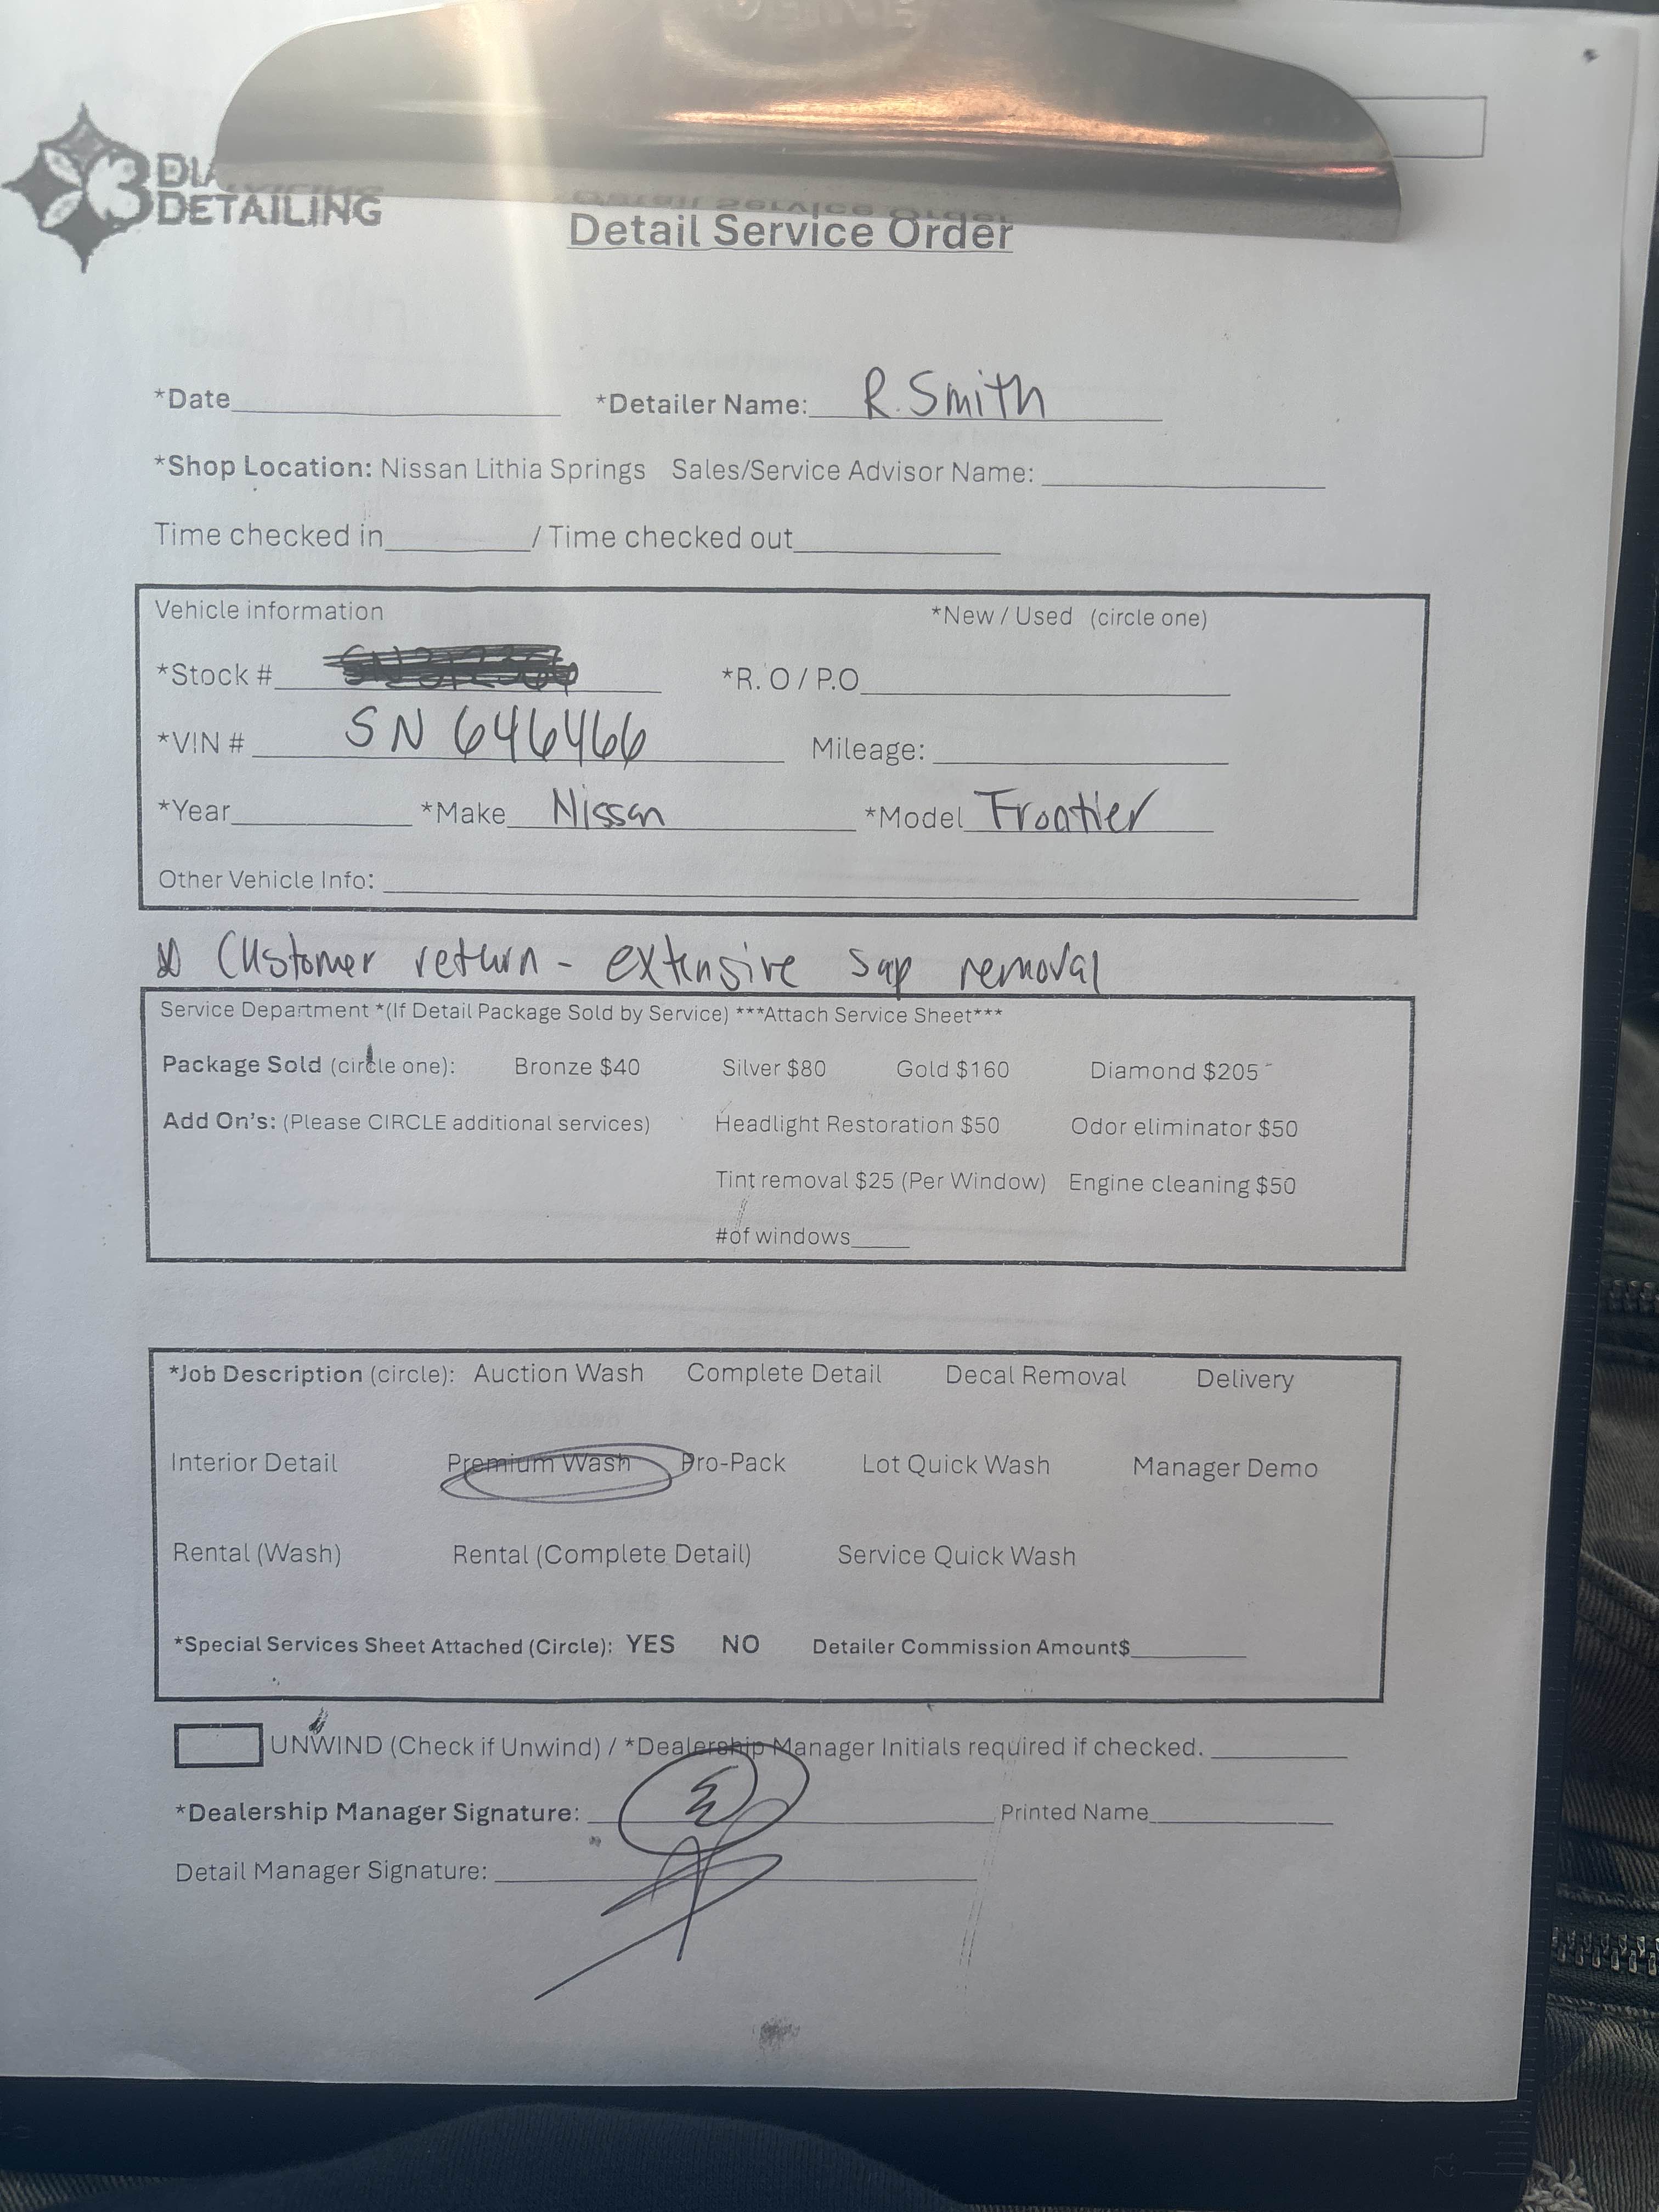 DETAILING
Detail Service Order
*Date *Detailer Name: R. Smith
*Shop Location: Nissan Lithia Springs Sales/Service Advisor Name:
Time checked in / Time checked out
Vehicle information *New / Used (circle one)
*Stock # *R. O / P.O
*VIN # SN 646466 Mileage:
*Year *Make Nissan *Model Frontier
Other Vehicle Info:
Customer return - extensive sap removal
Service Department *(If Detail Package Sold by Service) ***Attach Service Sheet***
Package Sold (circle one): Bronze $40 Silver $80 Gold $160 Diamond $205
Add On's: (Please CIRCLE additional services) Headlight Restoration $50 Odor eliminator $50
Tint removal $25 (Per Window) Engine cleaning $50
#of windows
*Job Description (circle): Auction Wash Complete Detail Decal Removal Delivery
Interior Detail Premium Wash Pro-Pack Lot Quick Wash Manager Demo
Rental (Wash) Rental (Complete Detail) Service Quick Wash
*Special Services Sheet Attached (Circle): YES NO Detailer Commission Amount$
UNWIND (Check if Unwind) / *Dealership Manager Initials required if checked.
*Dealership Manager Signature: Printed Name
Detail Manager Signature: